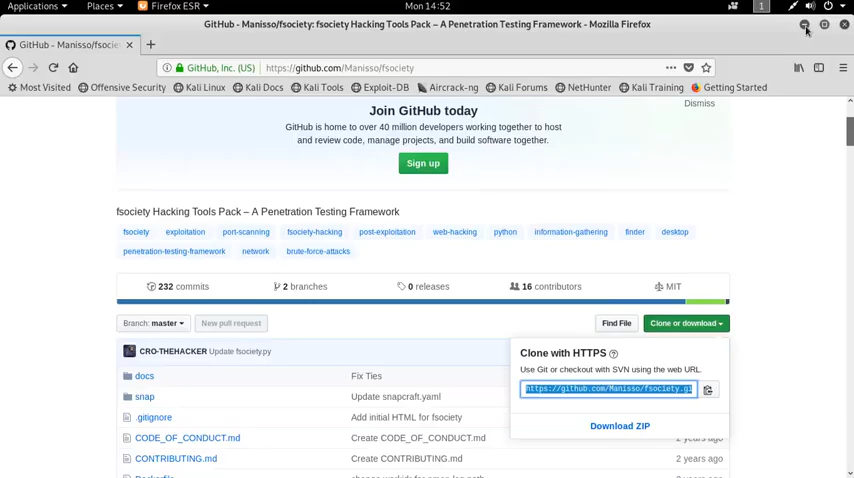 Applications Places Firefox ESR Mon 14:52 1
GitHub - Manisso/fsociety: fsociety Hacking Tools Pack – A Penetration Testing Framework - Mozilla Firefox
GitHub - Manisso/fsocie
GitHub, Inc. (US) https://github.com/Manisso/fsociety
Most Visited Offensive Security Kali Linux Kali Docs Kali Tools Exploit-DB Aircrack-ng Kali Forums NetHunter Kali Training Getting Started
Join GitHub today
Dismiss
GitHub is home to over 40 million developers working together to host
and review code, manage projects, and build software together.
Sign up
fsociety Hacking Tools Pack – A Penetration Testing Framework
fsociety exploitation port-scanning fsociety-hacking post-exploitation web-hacking python information-gathering finder desktop
penetration-testing-framework network brute-force-attacks
232 commits 2 branches 0 releases 16 contributors MIT
Branch: master New pull request Find File Clone or download
CRO-THEHACKER Update fsociety.py
Clone with HTTPS
Use Git or checkout with SVN using the web URL.
https://github.com/Manisso/fsociety.gi
Download ZIP
docs Fix Ties
snap Update snapcraft.yaml
.gitignore Add initial HTML for fsociety
CODE_OF_CONDUCT.md Create CODE_OF_CONDUCT.md 2 years ago
CONTRIBUTING.md Create CONTRIBUTING.md 2 years ago